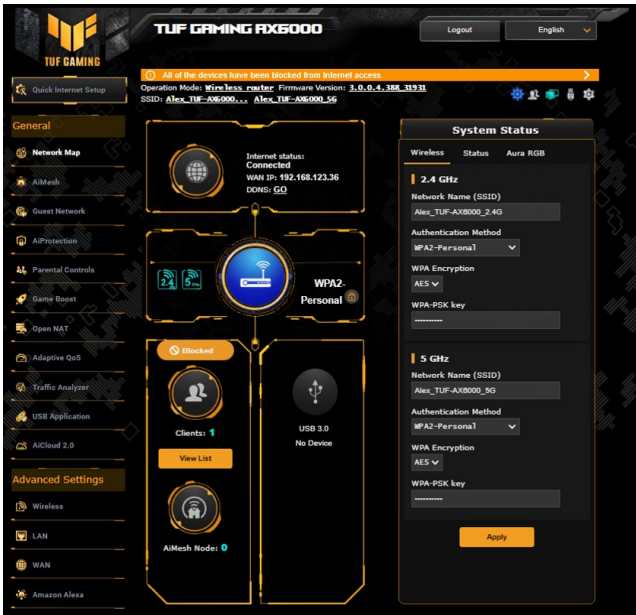 TUF GAMING
TUF GAMING AX6000
Logout
English
Quick Internet Setup
All of the devices have been blocked from Internet access.
Operation Mode: Wireless router Firmware Version: 3.0.0.4.388_31931
SSID: Alex_TUF-AX6000... Alex_TUF-AX6000_5G
General
Network Map
AiMesh
Guest Network
AiProtection
Parental Controls
Game Boost
Open NAT
Adaptive QoS
Traffic Analyzer
USB Application
AiCloud 2.0
Advanced Settings
Wireless
LAN
WAN
Amazon Alexa
Internet status:
Connected
WAN IP: 192.168.123.36
DDNS: GO
2.4
5
WPA2-
Personal
Blocked
Clients: 1
View List
AiMesh Node: 0
USB 3.0
No Device
System Status
Wireless Status Aura RGB
2.4 GHz
Network Name (SSID)
Alex_TUF-AX6000_2.4G
Authentication Method
WPA2-Personal
WPA Encryption
AES
WPA-PSK key
----------
5 GHz
Network Name (SSID)
Alex_TUF-AX6000_5G
Authentication Method
WPA2-Personal
WPA Encryption
AES
WPA-PSK key
----------
Apply